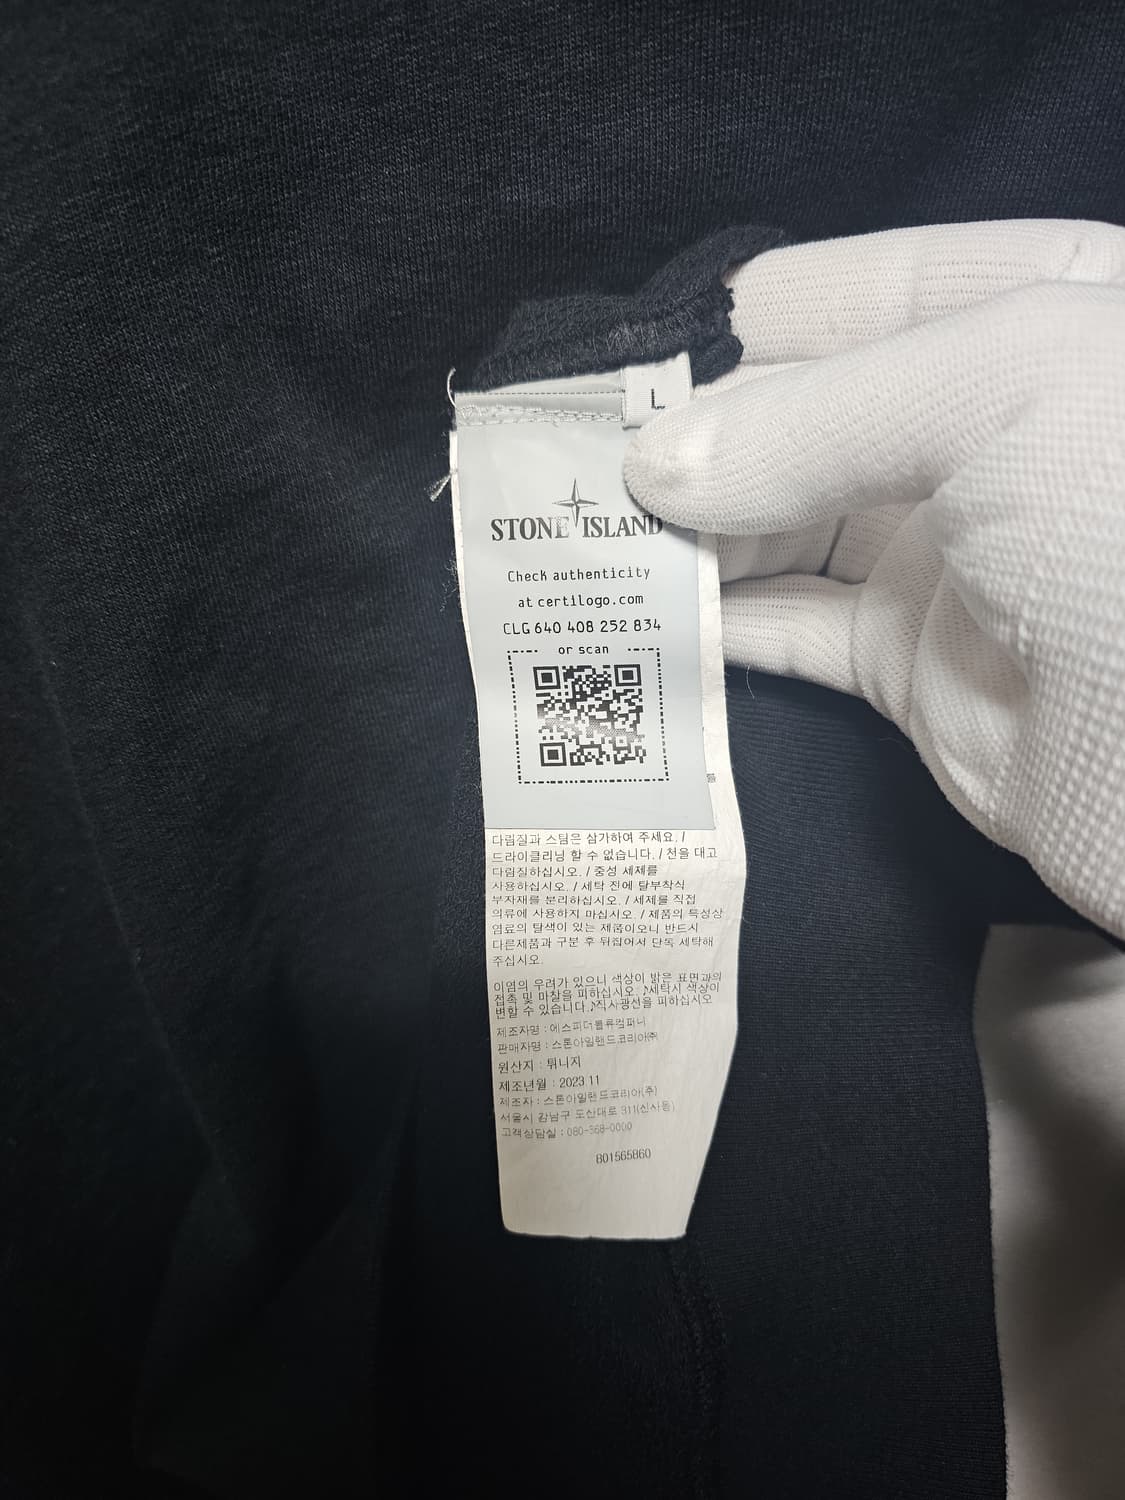 L
STONE ISLAND
Check authenticity
at certilogo.com
CLG 640 408 252 834
or scan
를
다림질과 스팀은 삼가하여 주세요. /
드라이클리닝 할 수 없습니다. / 천을 대고
다림질하십시오. / 중성 세제를
사용하십시오. / 세탁 전에 탈부착식
부자재를 분리하십시오. / 세제를 직접
의류에 사용하지 마십시오. / 제품의 특성상
염료의 탈색이 있는 제품이오니 반드시
다른제품과 구분 후 뒤집어서 단독 세탁해
주십시오.
이염의 우려가 있으니 색상이 밝은 표면과의
접촉 및 마찰을 피하십시오. /세탁시 색상이
변할 수 있습니다./직사광선을 피하십시오
제조자명 : 에스피더블류컴퍼니
판매자명 : 스톤아일랜드코리아㈜
원산지 : 튀니지
제조년월 : 2023.11
제조자 : 스톤아일랜드코리아(주)
서울시 강남구 도산대로 311(신사동)
고객상담실 : 080-568-0000
B01565860